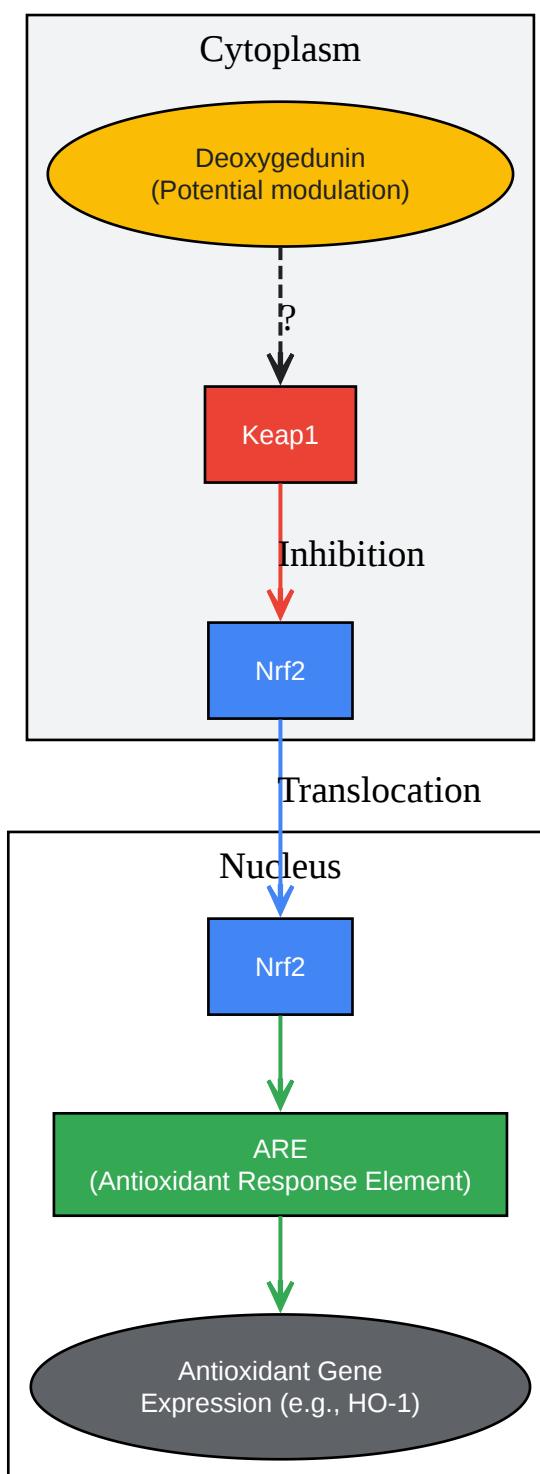 Cytoplasm
Deoxygedunin
(Potential modulation)
?
Keap1
Inhibition
Nrf2
Translocation
Nucleus
Nrf2
ARE
(Antioxidant Response Element)
Antioxidant Gene
Expression (e.g., HO-1)